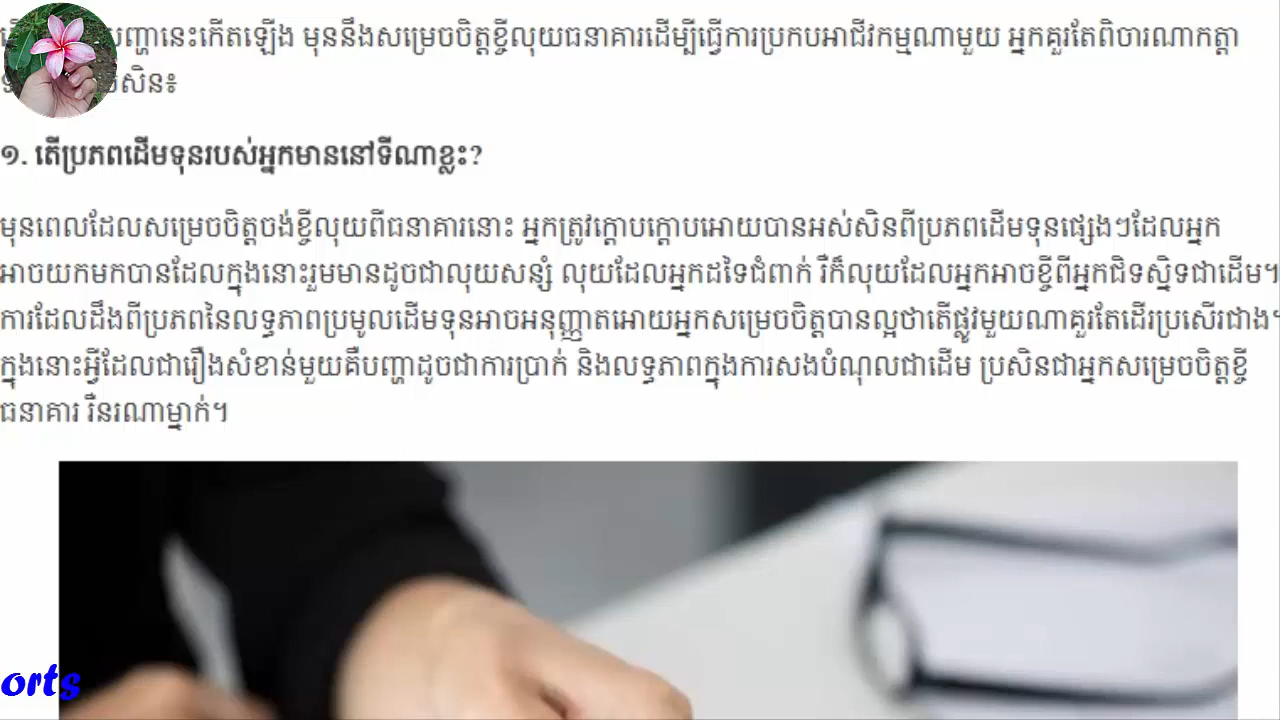 បញ្ហានេះកើតឡើង មុននឹងសម្រេចចិត្តខ្ចីលុយធនាគារដើម្បីធ្វើការប្រកបអាជីវកម្មណាមួយ អ្នកគួរតែពិចារណាកត្តា
សិន៖
១. តើប្រភពដើមទុនរបស់អ្នកមាននៅទីណាខ្លះ?
មុនពេលដែលសម្រេចចិត្តចង់ខ្ចីលុយពីធនាគារនោះ អ្នកត្រូវក្ដោបក្ដោបអោយបានអស់សិនពីប្រភពដើមទុនផ្សេងៗដែលអ្នក
អាចយកមកបានដែលក្នុងនោះរួមមានដូចជាលុយសន្សំ លុយដែលអ្នកដទៃជំពាក់ រឺក៏លុយដែលអ្នកអាចខ្ចីពីអ្នកជិទស្និទជាដើម។
ការដែលដឹងពីប្រភពនៃលទ្ធភាពប្រមូលដើមទុនអាចអនុញ្ញាតអោយអ្នកសម្រេចចិត្តបានល្អថាតើផ្លូវមួយណាគួរតែដើរប្រសើរជាង។
ក្នុងនោះអ្វីដែលជារឿងសំខាន់មួយគឺបញ្ហាដូចជាការប្រាក់ និងលទ្ធភាពក្នុងការសងបំណុលជាដើម ប្រសិនជាអ្នកសម្រេចចិត្តខ្ចី
ធនាគារ រឺនរណាម្នាក់។
orts